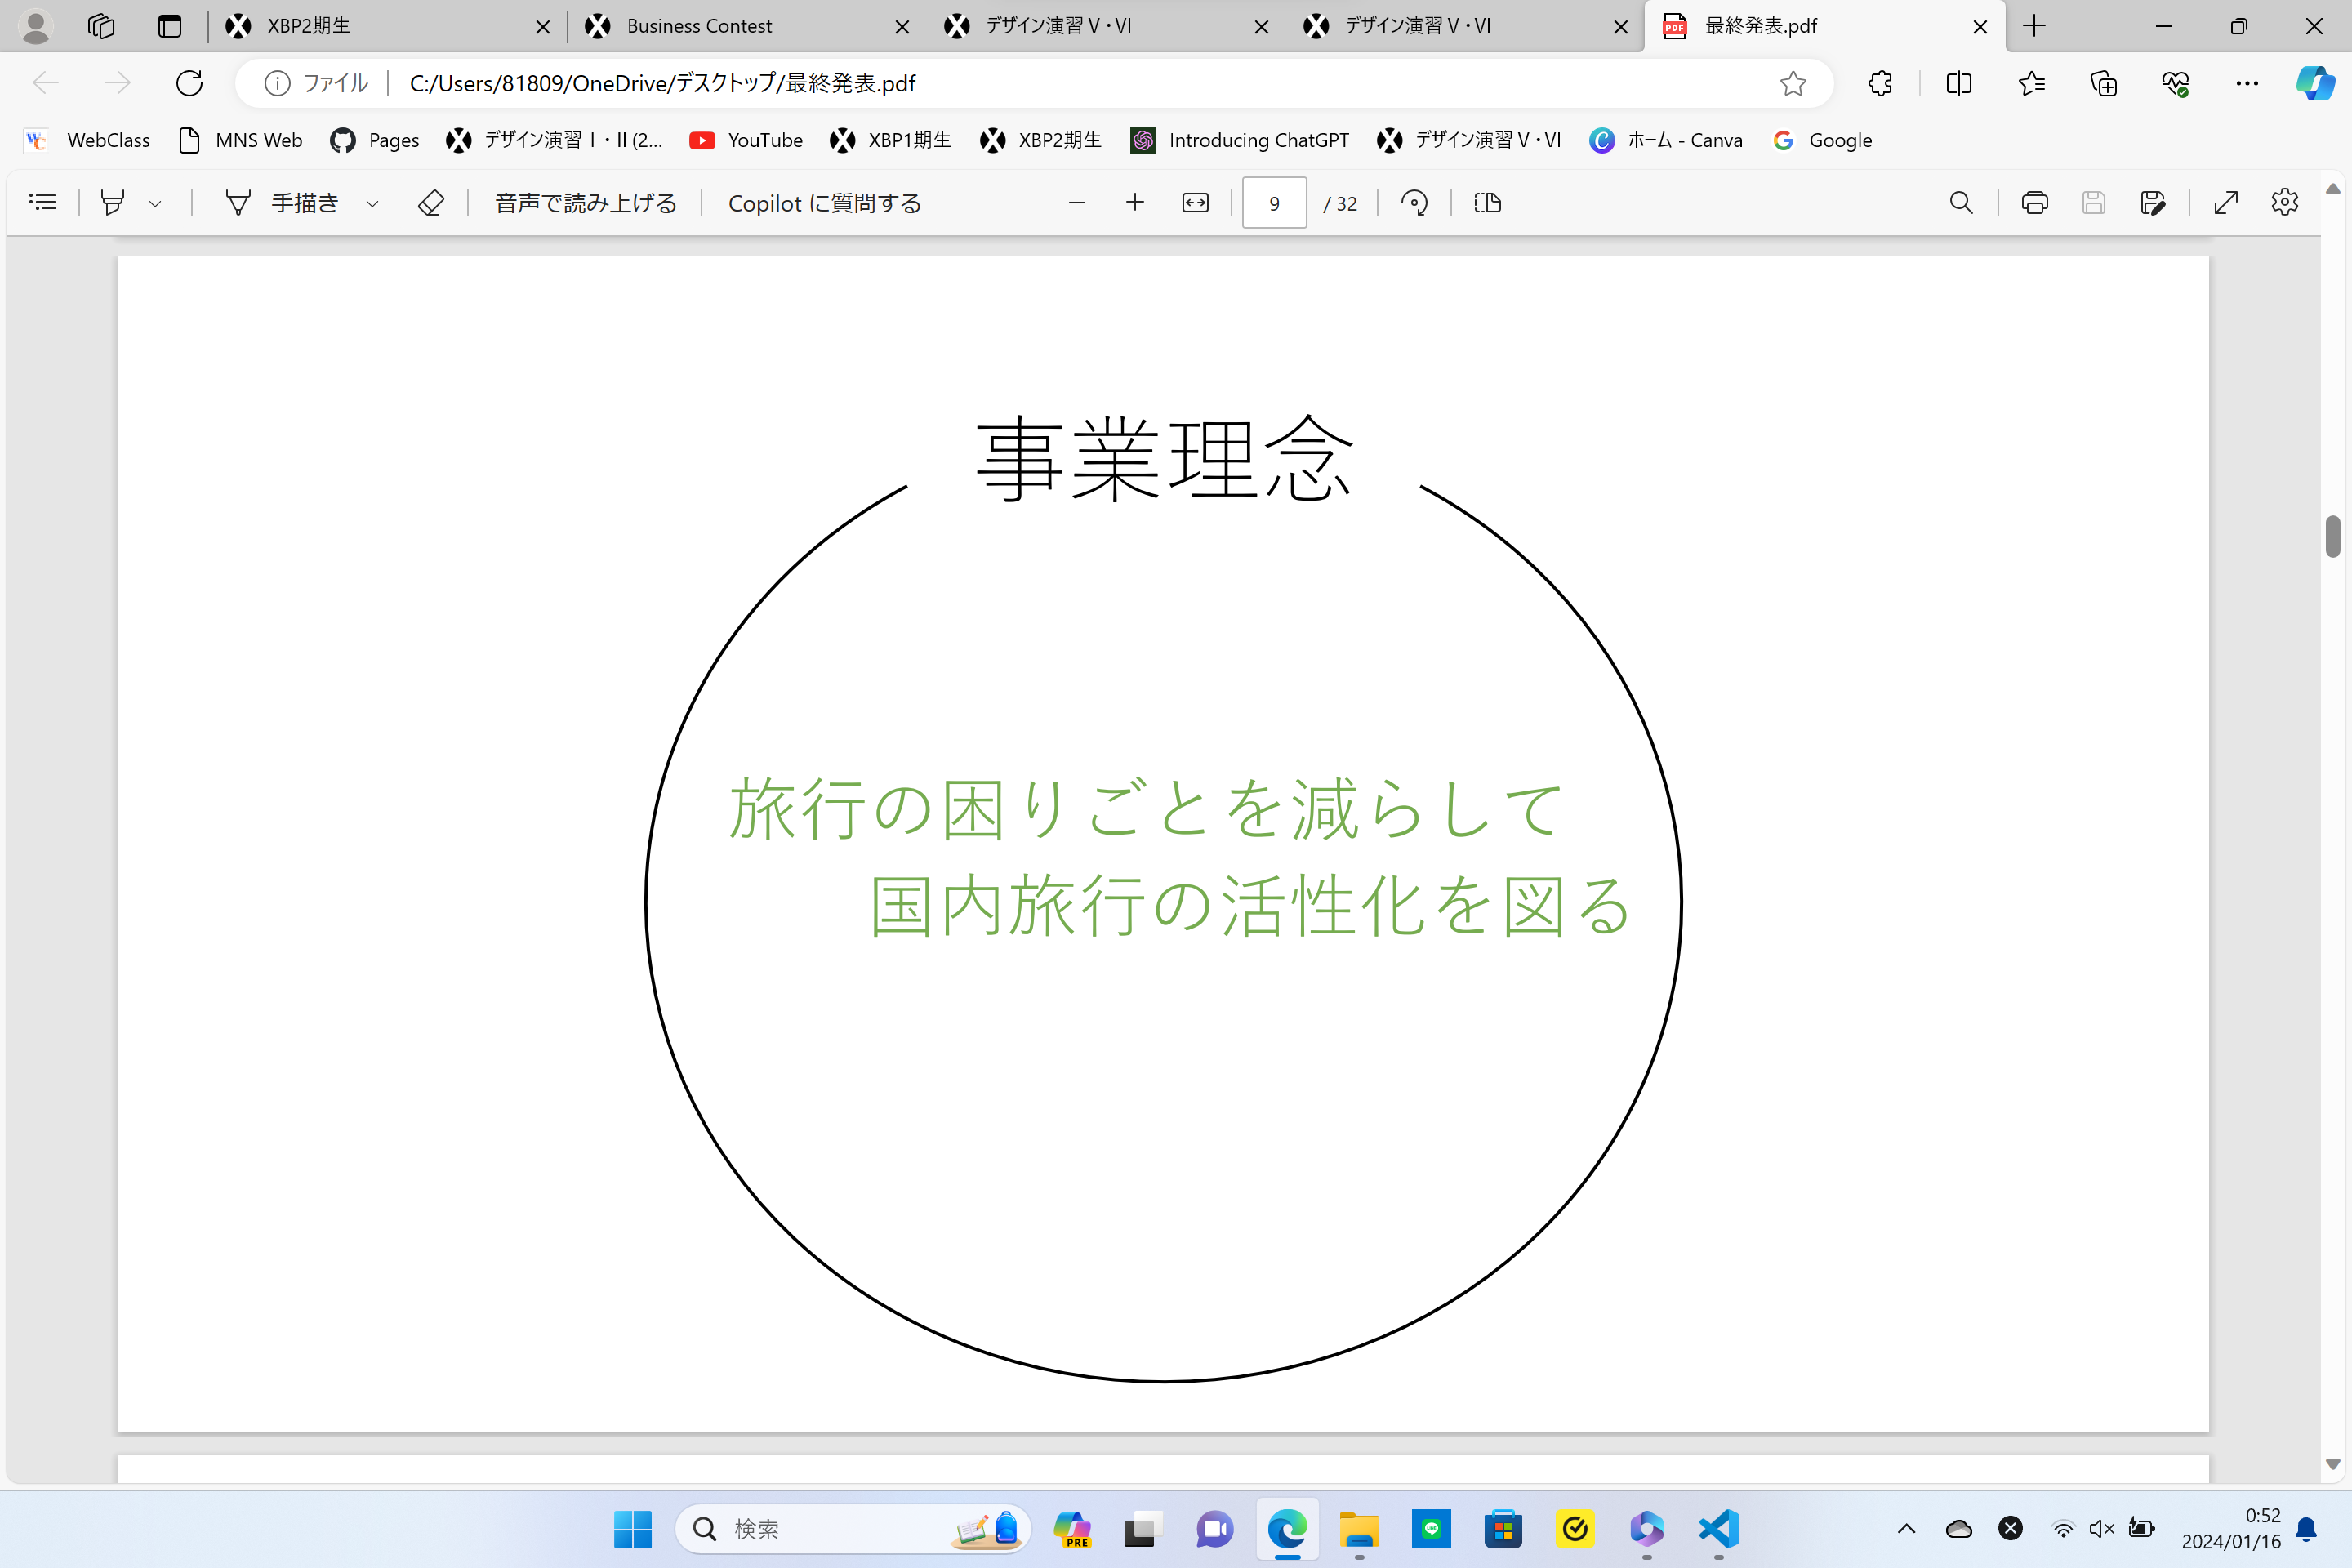 XBP2期生
Business Contest
デザイン演習Ⅴ・Ⅵ
デザイン演習Ⅴ・Ⅵ
最終発表.pdf
ファイル
C:/Users/81809/OneDrive/デスクトップ/最終発表.pdf
WebClass
MNS Web
Pages
デザイン演習Ⅰ・Ⅱ(2...
YouTube
XBP1期生
XBP2期生
Introducing ChatGPT
デザイン演習Ⅴ・Ⅵ
ホーム - Canva
Google
手描き
音声で読み上げる
Copilot に質問する
9 / 32
事業理念
旅行の困りごとを減らして
国内旅行の活性化を図る
検索
PRE
0:52
2024/01/16